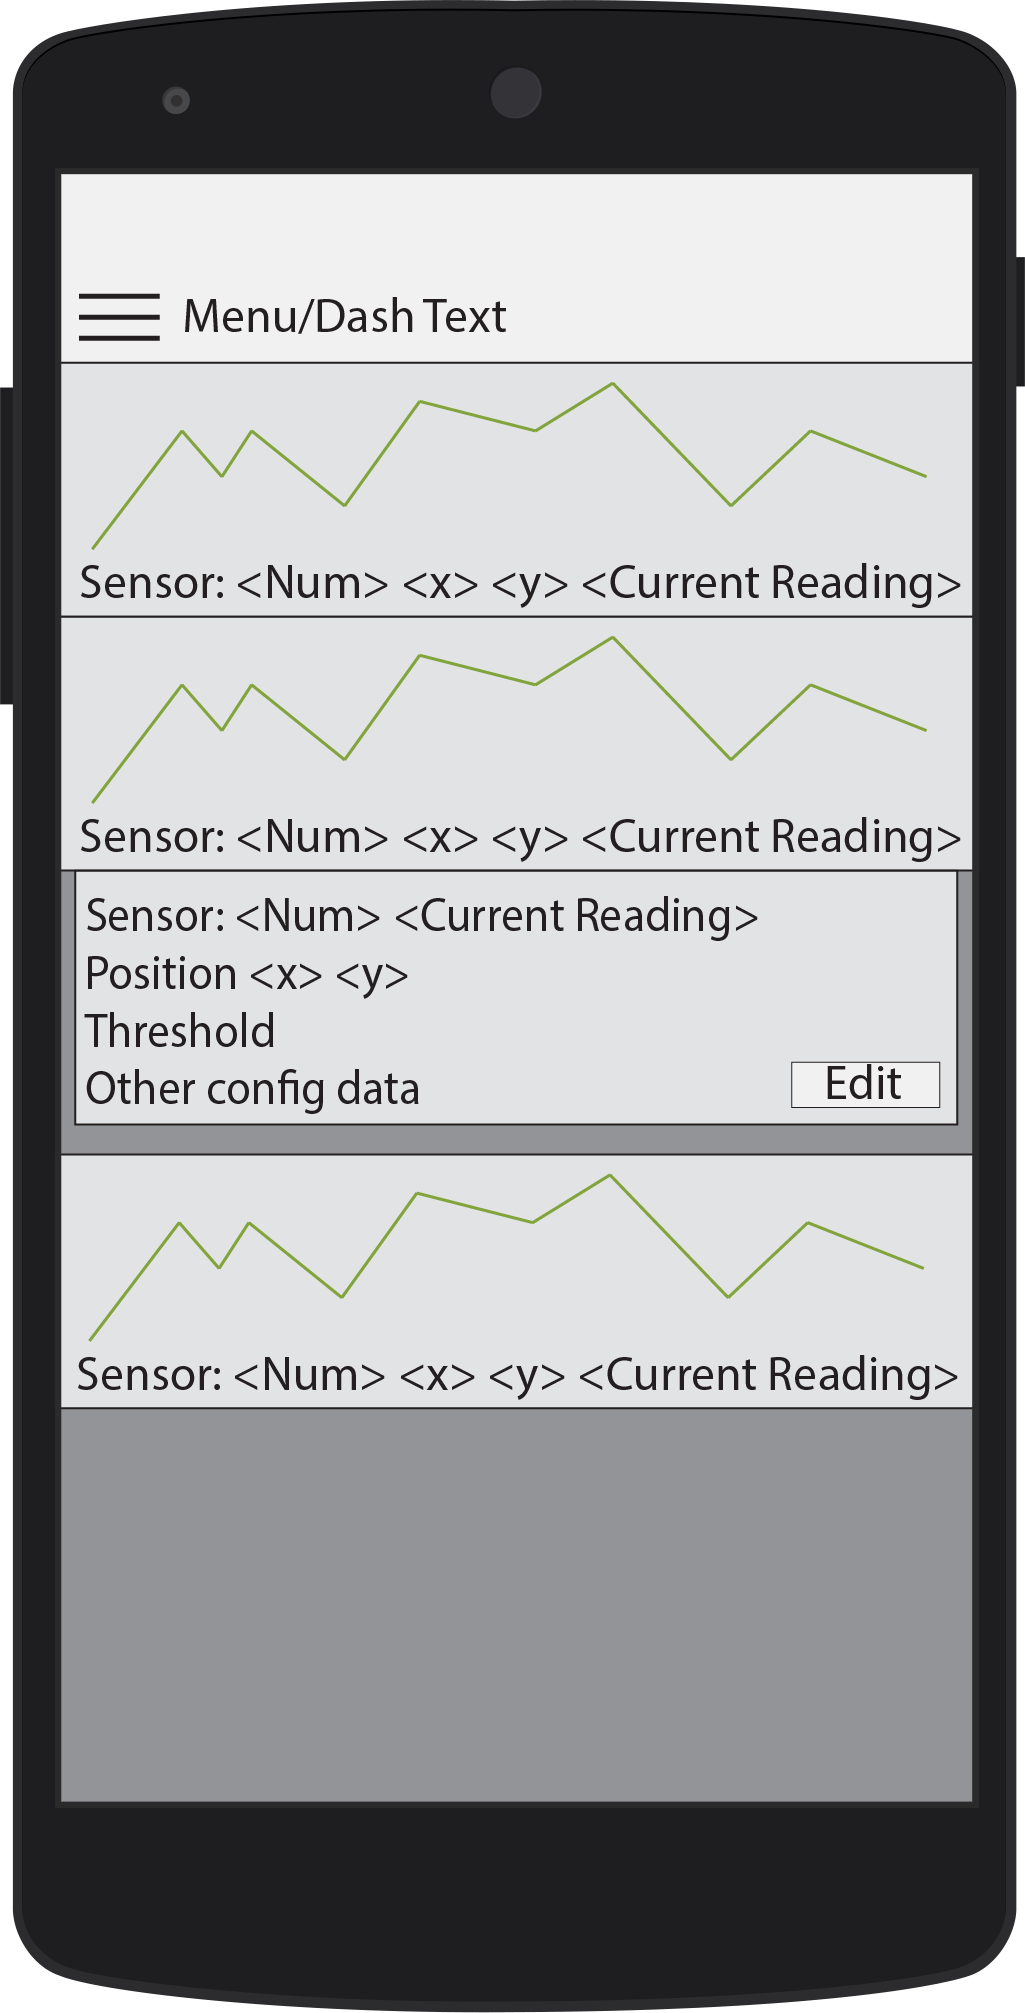 Menu/Dash Text
Sensor: <Num> <x> <y> <Current Reading>
Sensor: <Num> <x> <y> <Current Reading>
Sensor: <Num> <Current Reading>
Position <x> <y>
Threshold
Other config data
Edit
Sensor: <Num> <x> <y> <Current Reading>